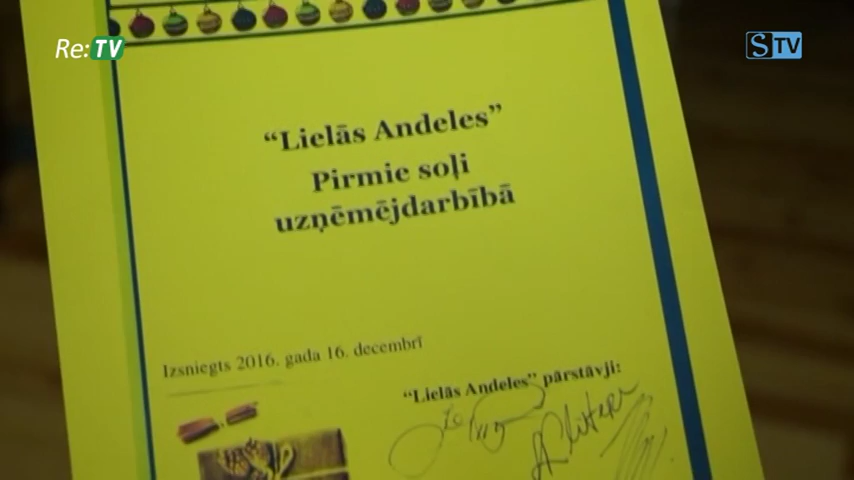 Re:TV
STV
“Lielās Andeles”
Pirmie soļi
uzņēmējdarbībā
Izsniegts 2016. gada 16. decembrī
“Lielās Andeles” pārstāvji: